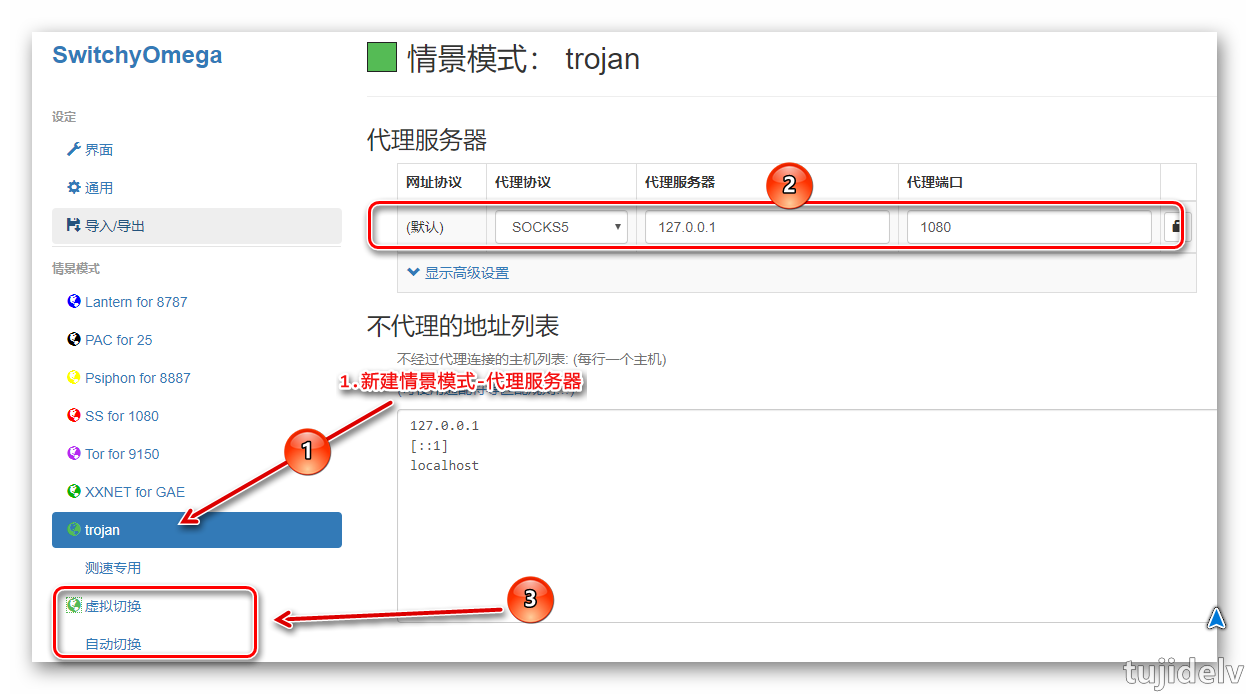 SwitchyOmega
设定
界面
通用
导入/导出
情景模式
Lantern for 8787
PAC for 25
Psiphon for 8887
SS for 1080
Tor for 9150
XXNET for GAE
trojan
测速专用
虚拟切换
自动切换
情景模式： trojan
代理服务器
网址协议 代理协议 代理服务器 代理端口
2
(默认) SOCKS5 127.0.0.1 1080
显示高级设置
不代理的地址列表
不经过代理连接的主机列表: (每行一个主机)
1.新建情景模式-代理服务器
127.0.0.1
[::1]
localhost
1
3
tujidelv